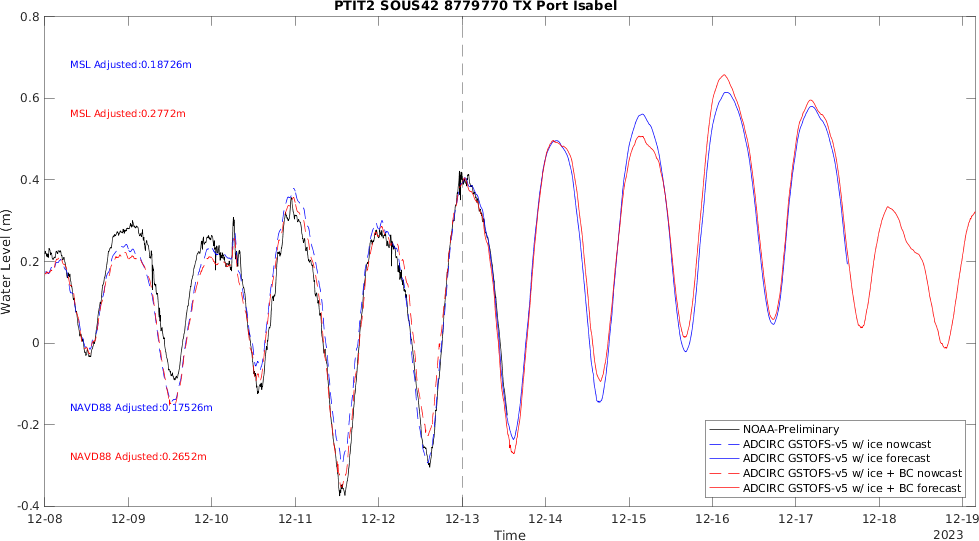 PTIT2 SOUS42 8779770 TX Port Isabel
0.8
0.6
0.4
0.2
0
-0.2
-0.4
Water Level (m)
MSL Adjusted:0.18726m
MSL Adjusted:0.2772m
NAVD88 Adjusted:0.17526m
NAVD88 Adjusted:0.2652m
NOAA-Preliminary
ADCIRC GSTOFS-v5 w/ ice nowcast
ADCIRC GSTOFS-v5 w/ ice forecast
ADCIRC GSTOFS-v5 w/ ice + BC nowcast
ADCIRC GSTOFS-v5 w/ ice + BC forecast
12-08 12-09 12-10 12-11 12-12 12-13 12-14 12-15 12-16 12-17 12-18 12-19
Time
2023